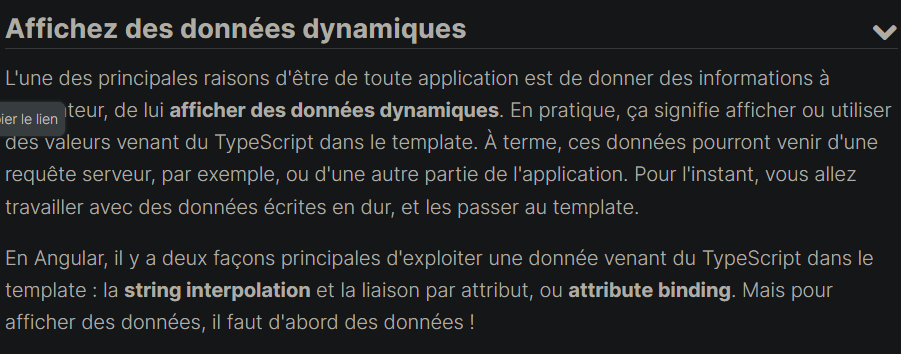 Affichez des données dynamiques
L'une des principales raisons d'être de toute application est de donner des informations à
ateur, de lui afficher des données dynamiques. En pratique, ça signifie afficher ou utiliser
ier le lien
des valeurs venant du TypeScript dans le template. À terme, ces données pourront venir d'une
requête serveur, par exemple, ou d'une autre partie de l'application. Pour l'instant, vous allez
travailler avec des données écrites en dur, et les passer au template.
En Angular, il y a deux façons principales d'exploiter une donnée venant du TypeScript dans le
template : la string interpolation et la liaison par attribut, ou attribute binding. Mais pour
afficher des données, il faut d'abord des données !